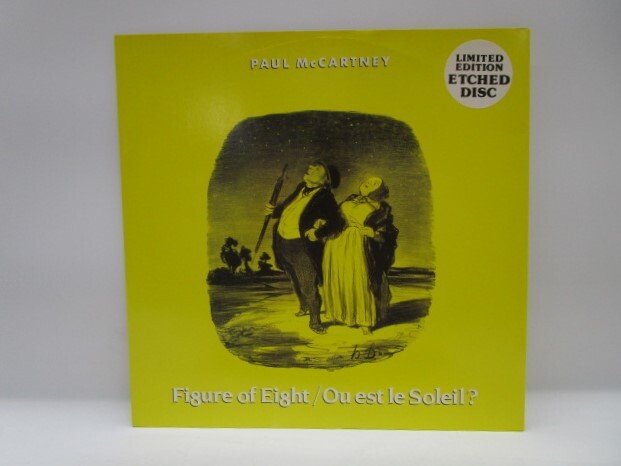 PAUL McCARTNEY
LIMITED
EDITION
ETCHED
DISC
Figure of Eight/Ou est le Soleil?